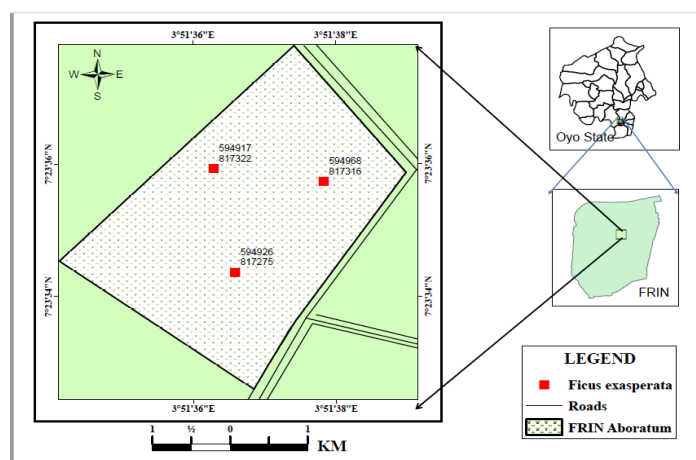 3°51'36"E 3°51'38"E
N
W E
S
Oyo State
7°23'36"N
7°23'36"N
594917
817322
594968
817316
594926
817275
7°23'34"N
7°23'34"N
FRIN
3°51'36"E 3°51'38"E
LEGEND
Ficus exasperata
Roads
FRIN Aboratum
1 ½ 0 1
KM